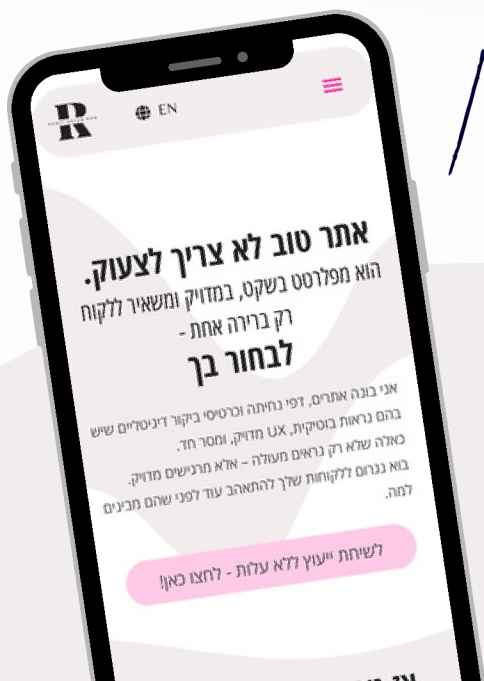 R
EN
אתר טוב לא צריך לצעוק.
הוא מפלרטט בשקט, במדויק ומשאיר ללקוח
רק ברירה אחת -
לבחור בך
אני בונה אתרים, דפי נחיתה וכרטיסי ביקור דיגיטליים שיש
בהם נראות בוטיקית, UX מדויק, ומסר חד.
כאלה שלא רק נראים מעולה – אלא מרגישים מדויק.
בוא נגרום ללקוחות שלך להתאהב עוד לפני שהם מבינים
למה.
לשיחת ייעוץ ללא עלות - לחצו כאן!